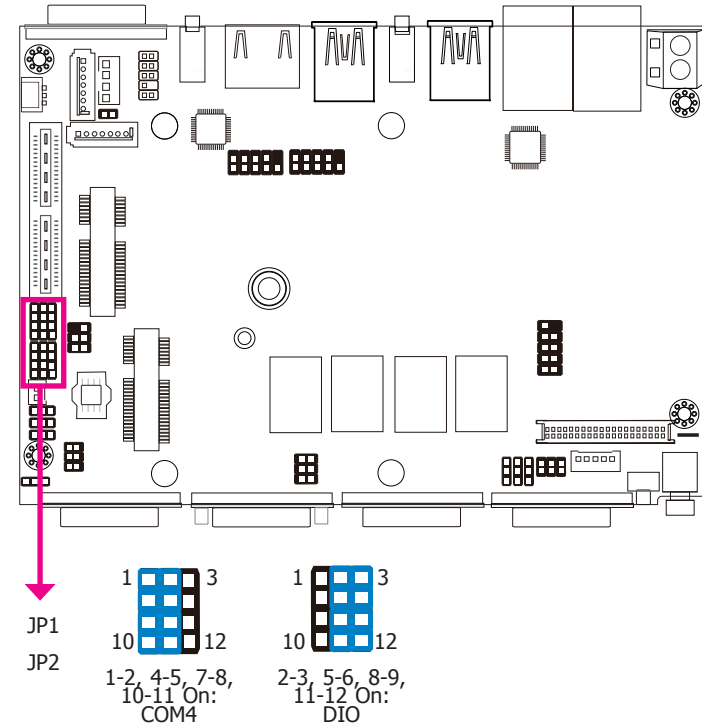 JP1
JP2
1 3
10 12
1-2, 4-5, 7-8,
10-11 On:
COM4
1 3
10 12
2-3, 5-6, 8-9,
11-12 On:
DIO